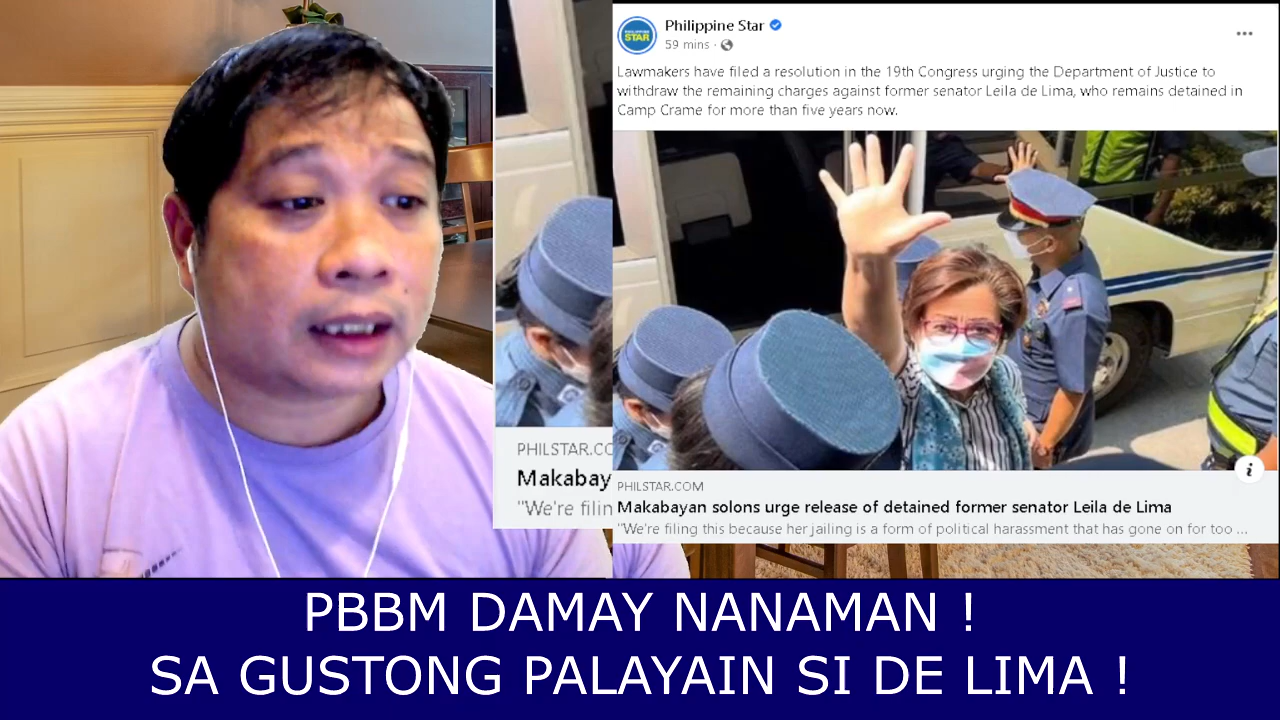 Philippine Star
59 mins ·
Lawmakers have filed a resolution in the 19th Congress urging the Department of Justice to
withdraw the remaining charges against former senator Leila de Lima, who remains detained in
Camp Crame for more than five years now.
PHILSTAR.CO
Makabay
"We're filin
PHILSTAR.COM
Makabayan solons urge release of detained former senator Leila de Lima
"We're filing this because her jailing is a form of political harassment that has gone on for too ...
PBBM DAMAY NANAMAN !
SA GUSTONG PALAYAIN SI DE LIMA !